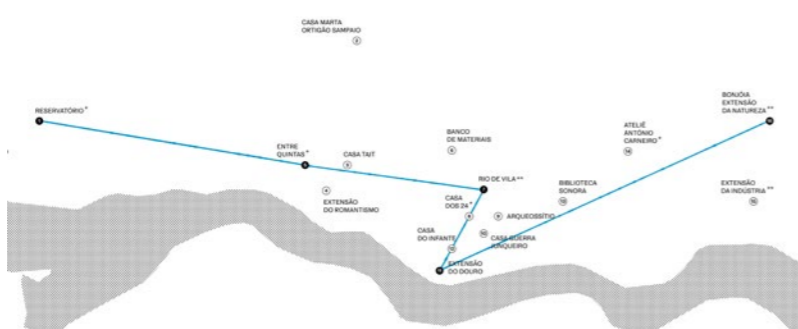 CASA MARTA
ORTIGÃO SAMPAIO
RESERVATÓRIO*
BONJÓIA
EXTENSÃO
DA NATUREZA**
ENTRE
QUINTAS*
CASA TAIT
BANCO
DE MATERIAIS
ATELIÊ
ANTÓNIO
CARNEIRO*
EXTENSÃO
DO ROMANTISMO
RIO DE VILA**
CASA
DOS 24*
ARQUEOSSÍTIO
BIBLIOTECA
SONORA
EXTENSÃO
DA INDÚSTRIA**
CASA
DO INFANTE
CASA GUERRA
JUNQUEIRO
EXTENSÃO
DO DOURO